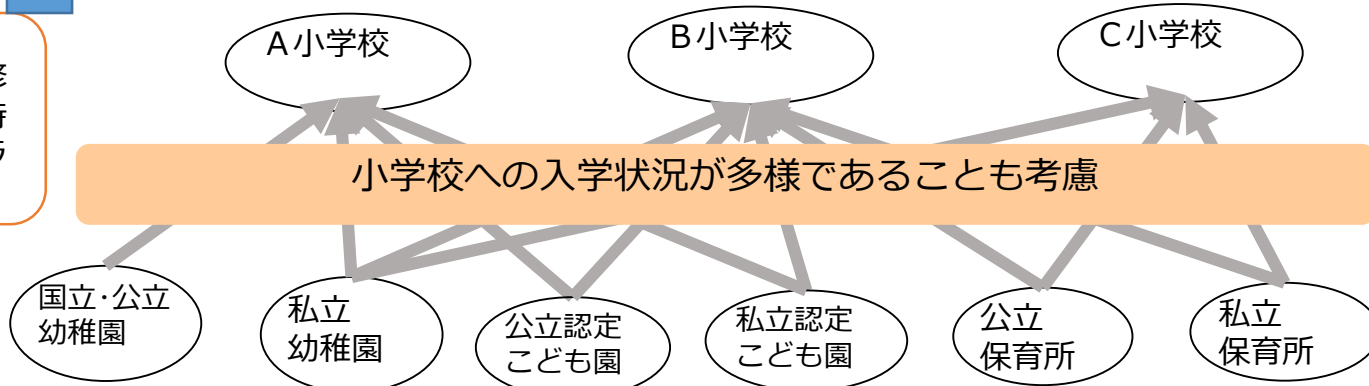 A小学校
B小学校
C小学校
小学校への入学状況が多様であることも考慮
国立･公立
幼稚園
私立
幼稚園
公立認定
こども園
私立認定
こども園
公立
保育所
私立
保育所